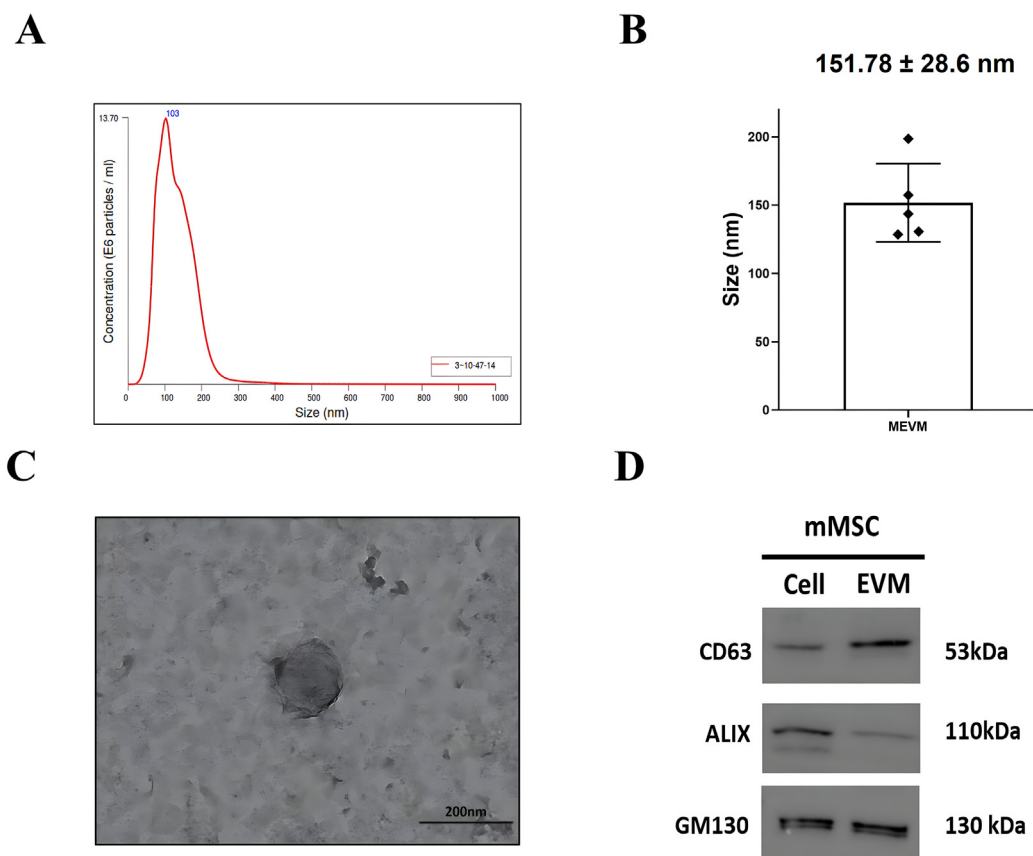 A
13.70
103
Concentration (E6 particles / ml)
3-10-47-14
0 100 200 300 400 500 600 700 800 900 1000
Size (nm)
B
151.78 ± 28.6 nm
200
150
100
50
0
Size (nm)
MEVM
C
200nm
D
mMSC
Cell EVM
CD63 53kDa
ALIX 110kDa
GM130 130 kDa